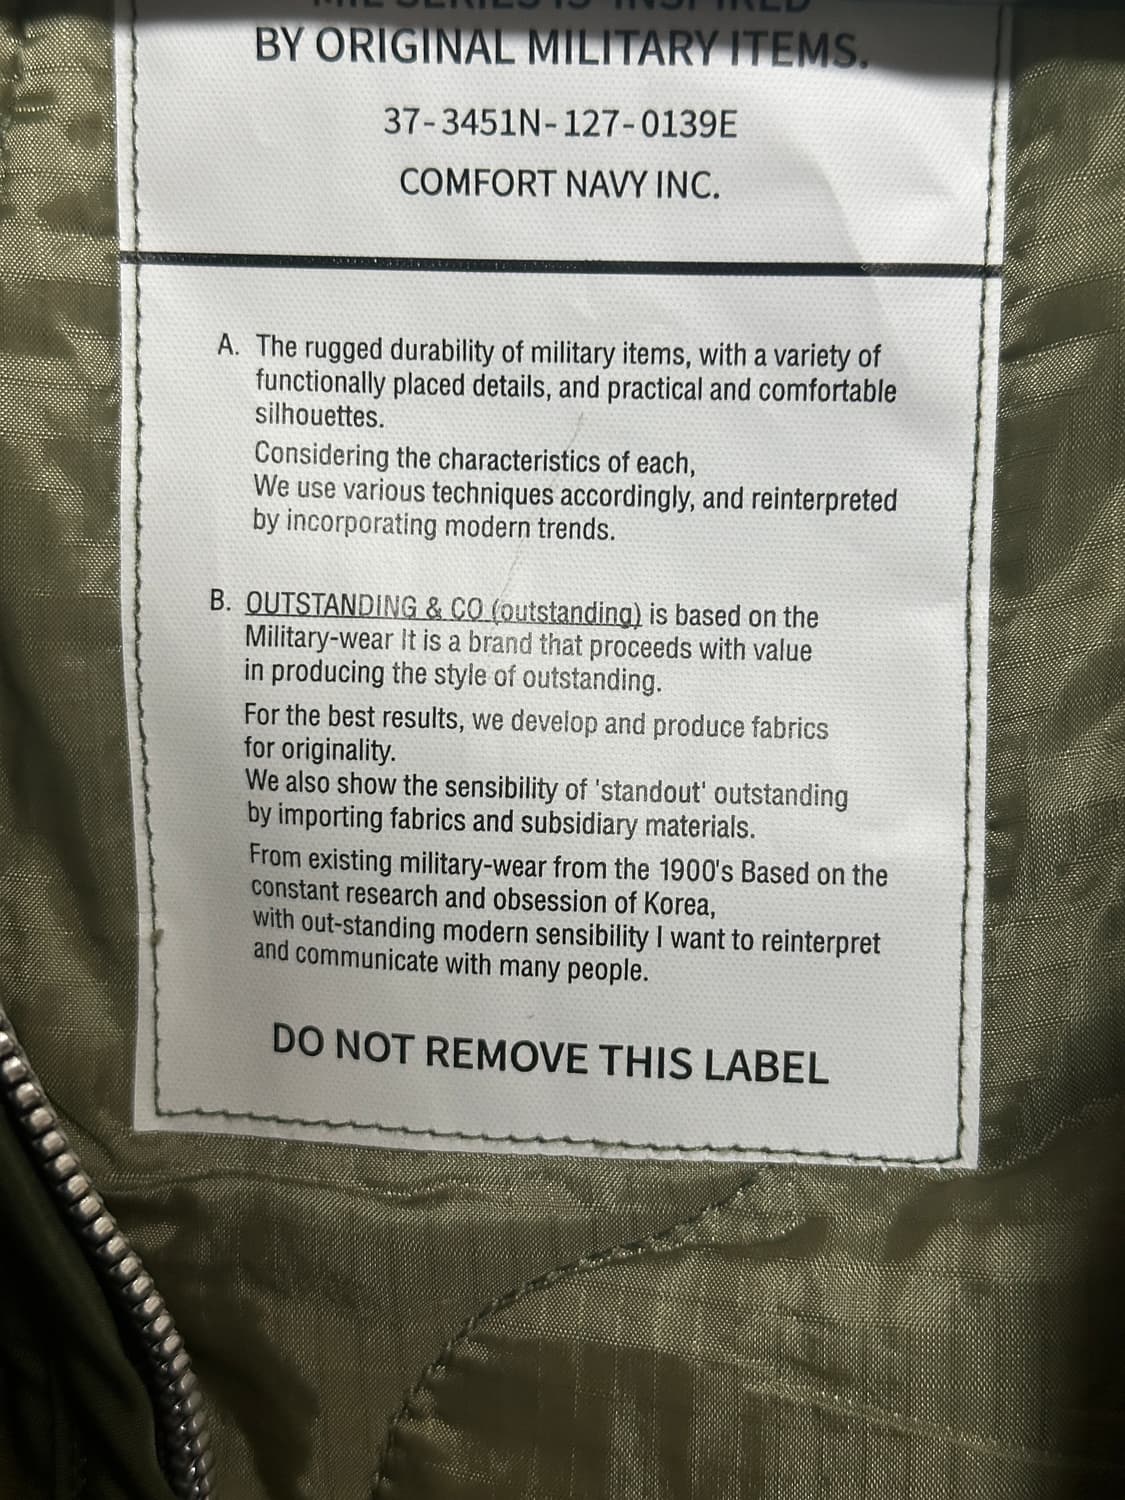 MIL SERIES IS INSPIRED
BY ORIGINAL MILITARY ITEMS.
37-3451N-127-0139E
COMFORT NAVY INC.
A. The rugged durability of military items, with a variety of
functionally placed details, and practical and comfortable
silhouettes.
Considering the characteristics of each,
We use various techniques accordingly, and reinterpreted
by incorporating modern trends.
B. OUTSTANDING & CO (outstanding) is based on the
Military-wear It is a brand that proceeds with value
in producing the style of outstanding.
For the best results, we develop and produce fabrics
for originality.
We also show the sensibility of 'standout' outstanding
by importing fabrics and subsidiary materials.
From existing military-wear from the 1900's Based on the
constant research and obsession of Korea,
with out-standing modern sensibility I want to reinterpret
and communicate with many people.
DO NOT REMOVE THIS LABEL